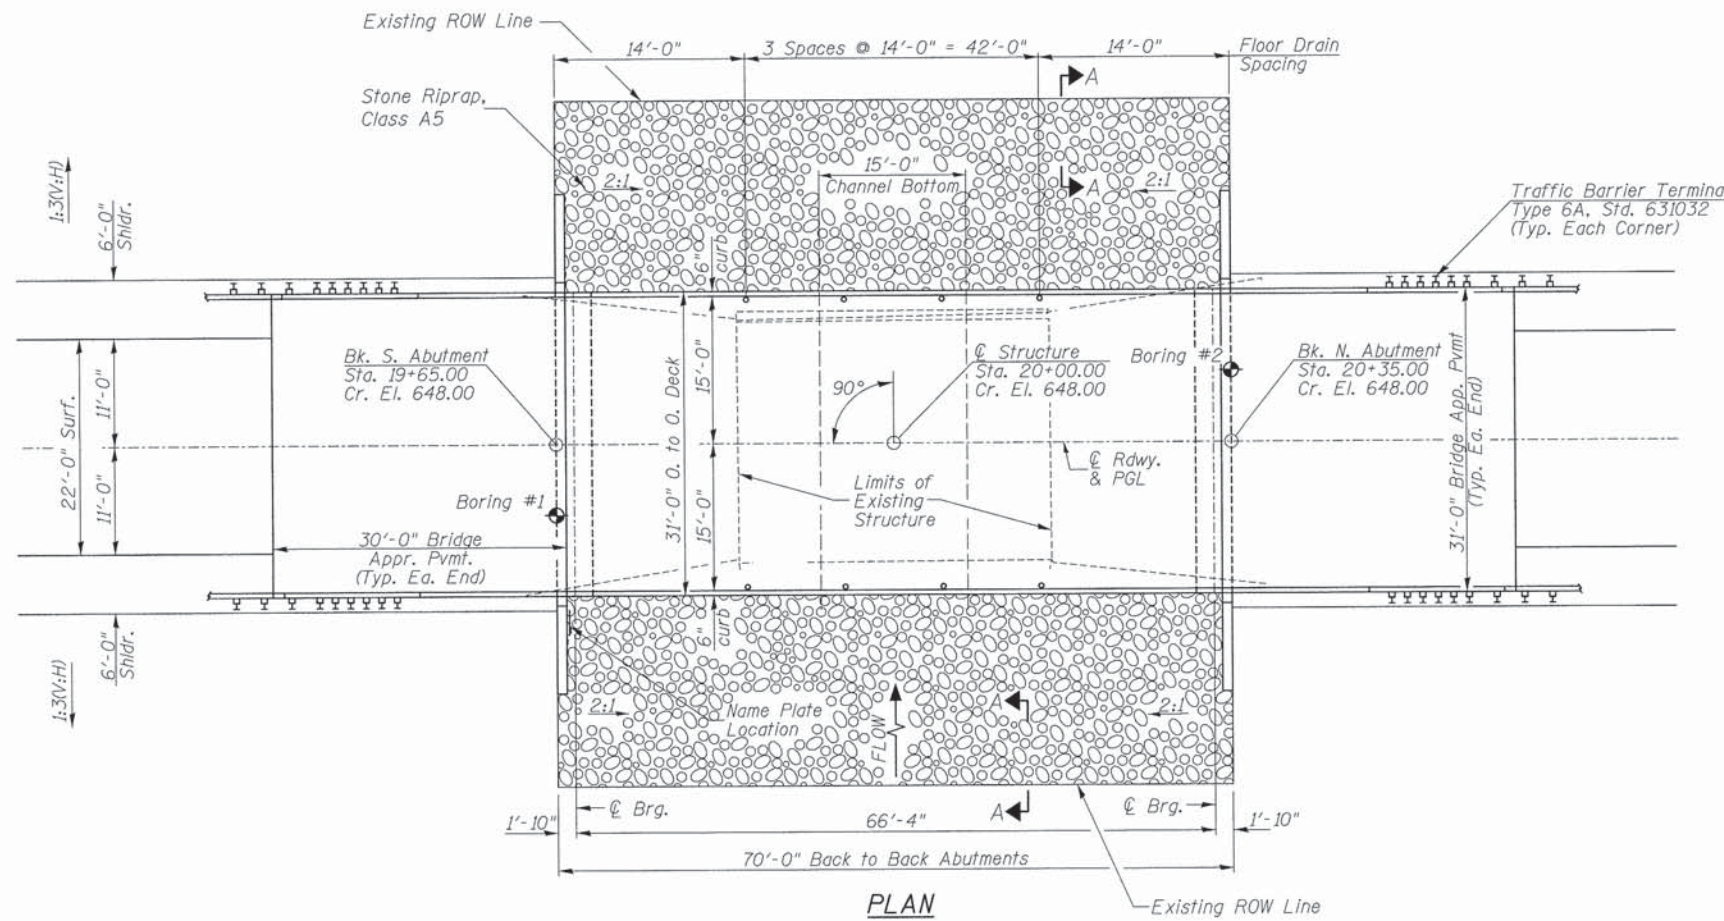 Existing ROW Line
14'-0"
3 Spaces @ 14'-0" = 42'-0"
14'-0"
Floor Drain
Spacing
A
Stone Riprap,
Class A5
15'-0"
Channel Bottom
A
2:1
2:1
1:3(V:H)
6'-0"
Shldr.
6"
curb
Traffic Barrier Termina
Type 6A, Std. 631032
(Typ. Each Corner)
Bk. S. Abutment
Sta. 19+65.00
Cr. El. 648.00
22'-0" Surf.
11'-0"
11'-0"
31'-0" O. to O. Deck
15'-0"
15'-0"
90°
℄ Structure
Sta. 20+00.00
Cr. El. 648.00
Boring #2
Bk. N. Abutment
Sta. 20+35.00
Cr. El. 648.00
31'-0" Bridge App. Pvmt
(Typ. Ea. End)
℄ Rdwy.
& PGL
Limits of
Existing
Structure
Boring #1
30'-0" Bridge
Appr. Pvmt.
(Typ. Ea. End)
6'-0"
Shldr.
1:3(V:H)
6"
curb
2:1
Name Plate
Location
FLOW
A
2:1
A
℄ Brg.
℄ Brg.
1'-10"
66'-4"
1'-10"
70'-0" Back to Back Abutments
PLAN
Existing ROW Line